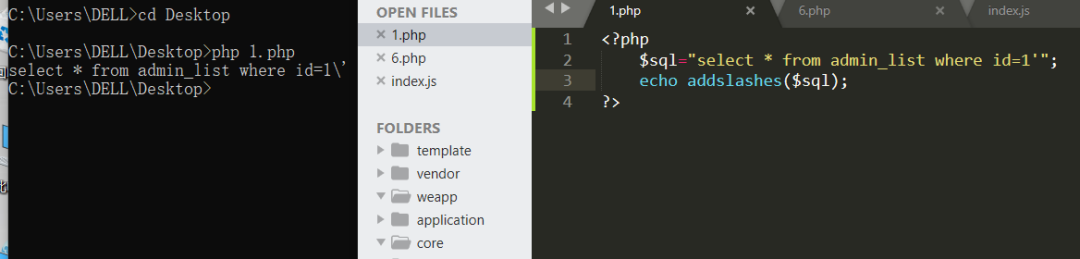 C:\Users\DELL>cd Desktop
C:\Users\DELL\Desktop>php 1.php
select * from admin_list where id=1\'
C:\Users\DELL\Desktop>
OPEN FILES
1.php
6.php
index.js
FOLDERS
template
vendor
weapp
application
core
1.php
6.php
index.js
1 <?php
2 $sql="select * from admin_list where id=1'";
3 echo addslashes($sql);
4 ?>